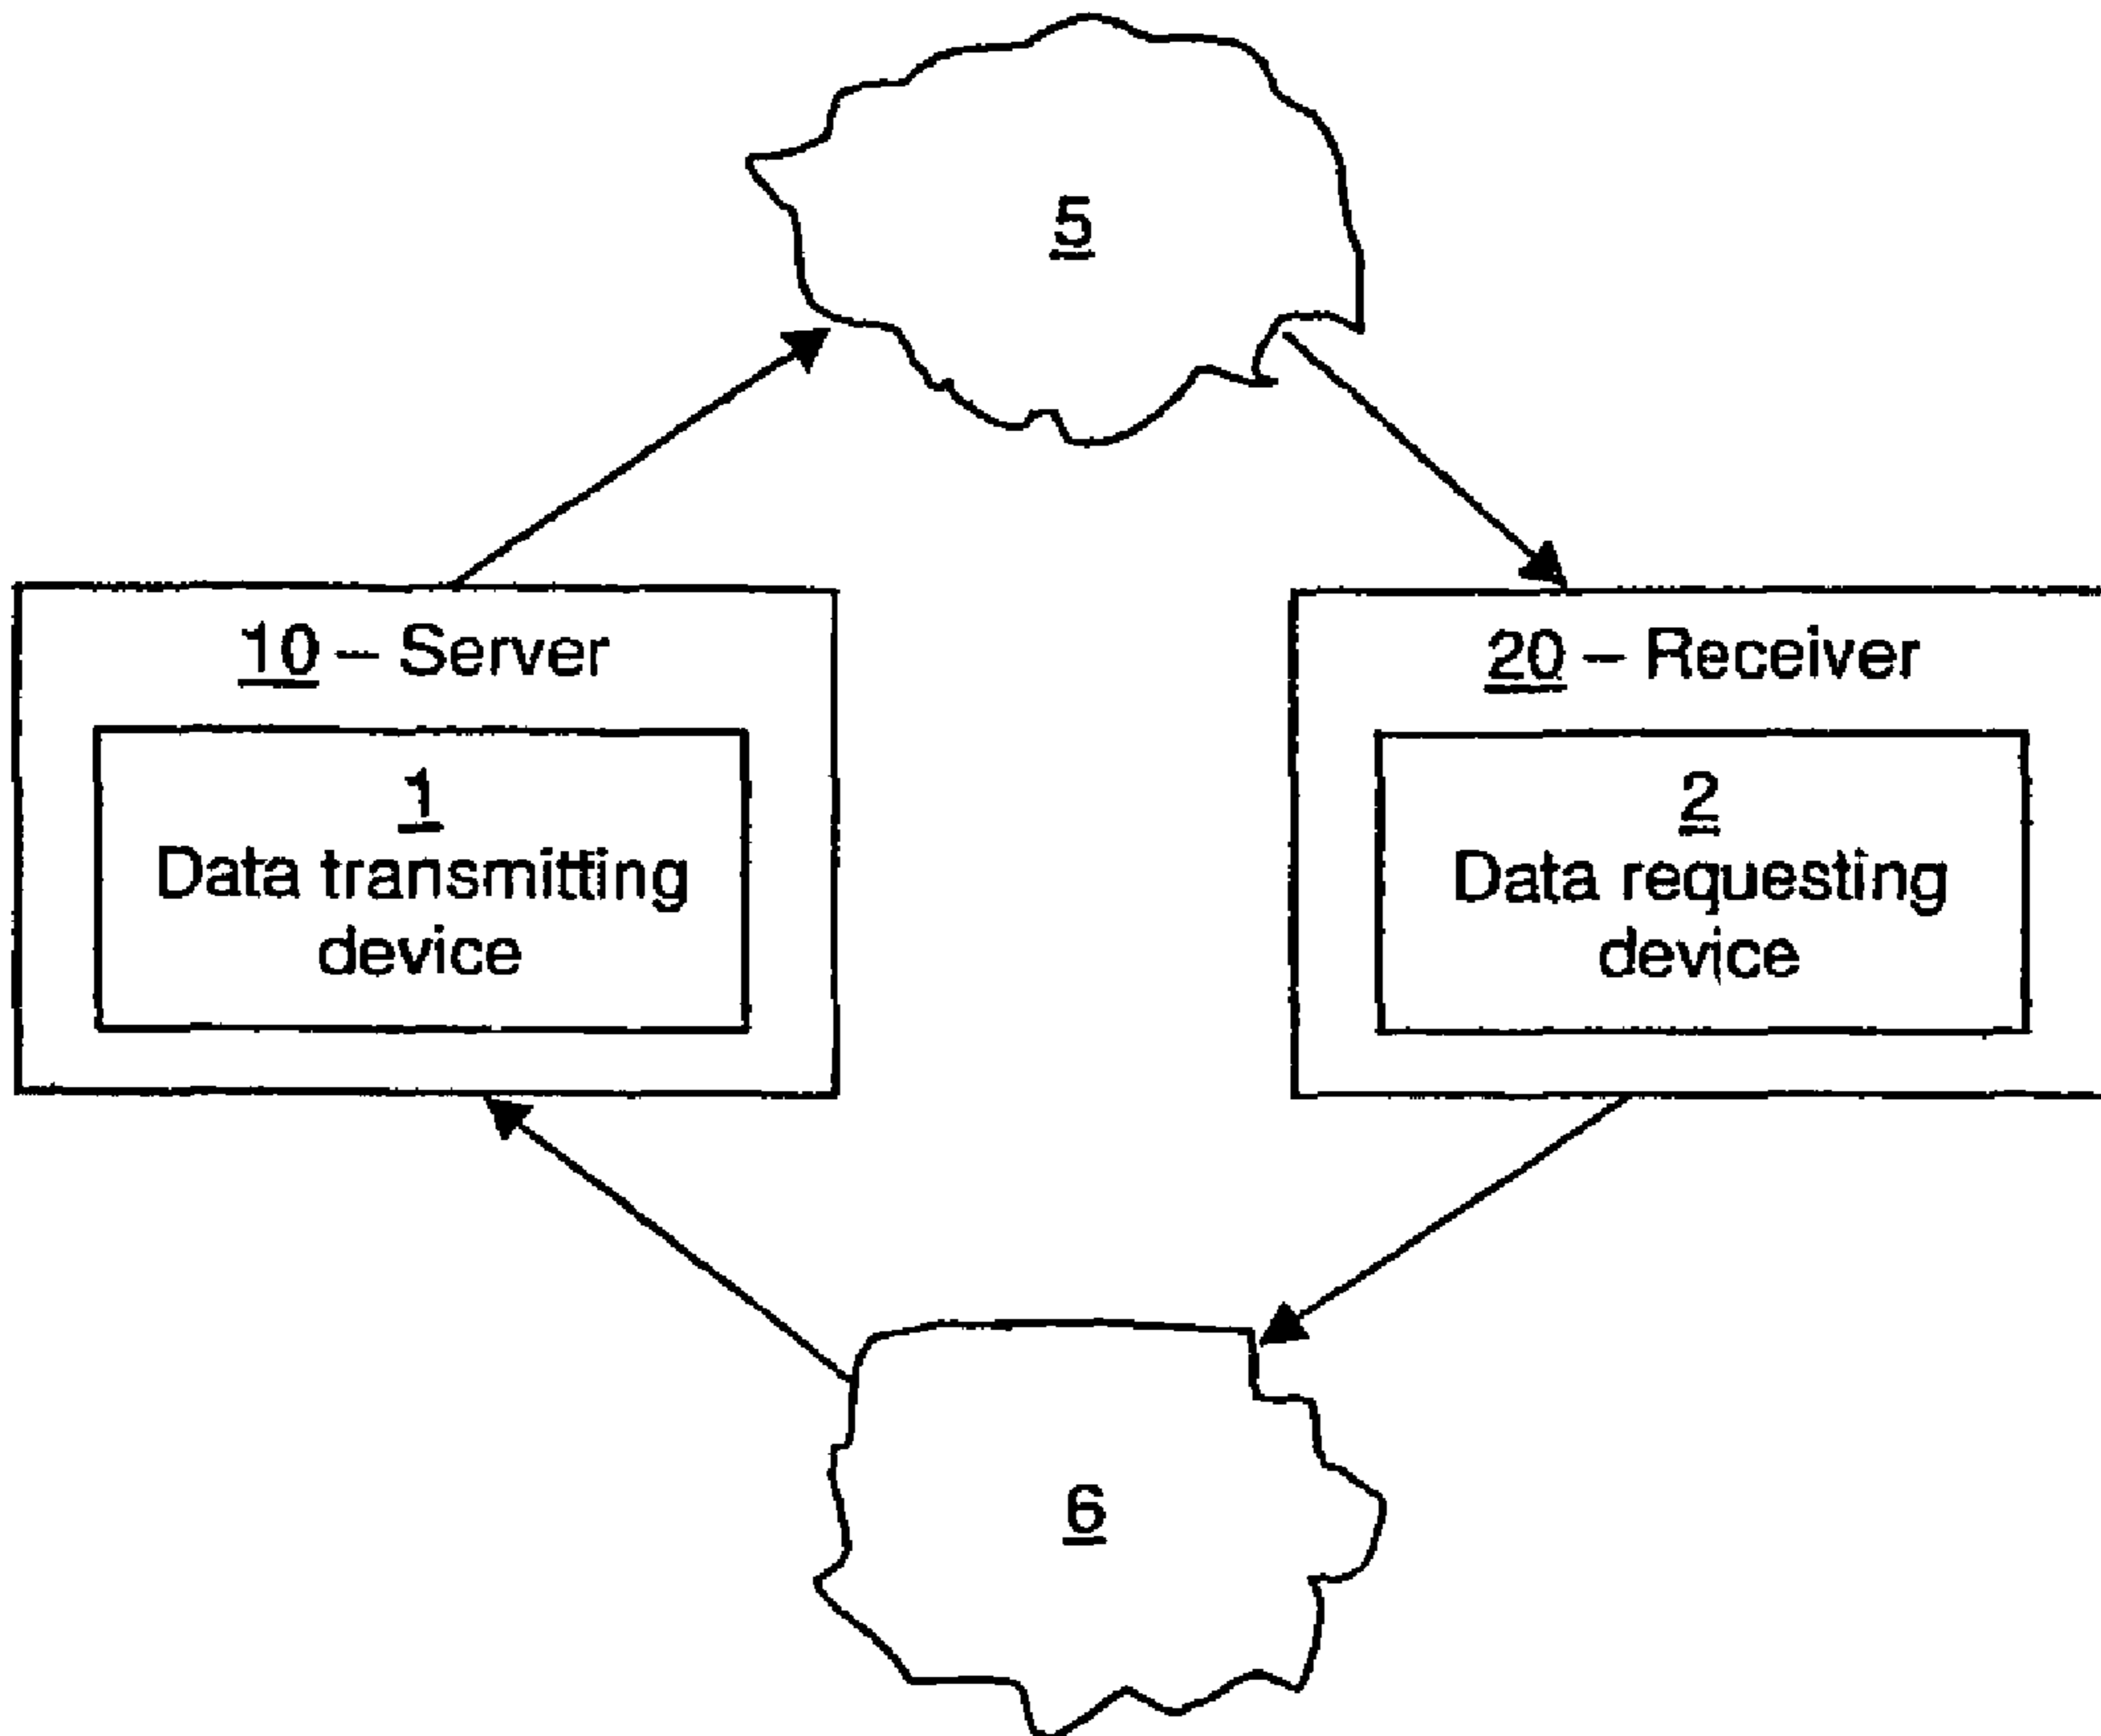 5
10 – Server
1
Data transmitting
device
20 – Receiver
2
Data requesting
device
6